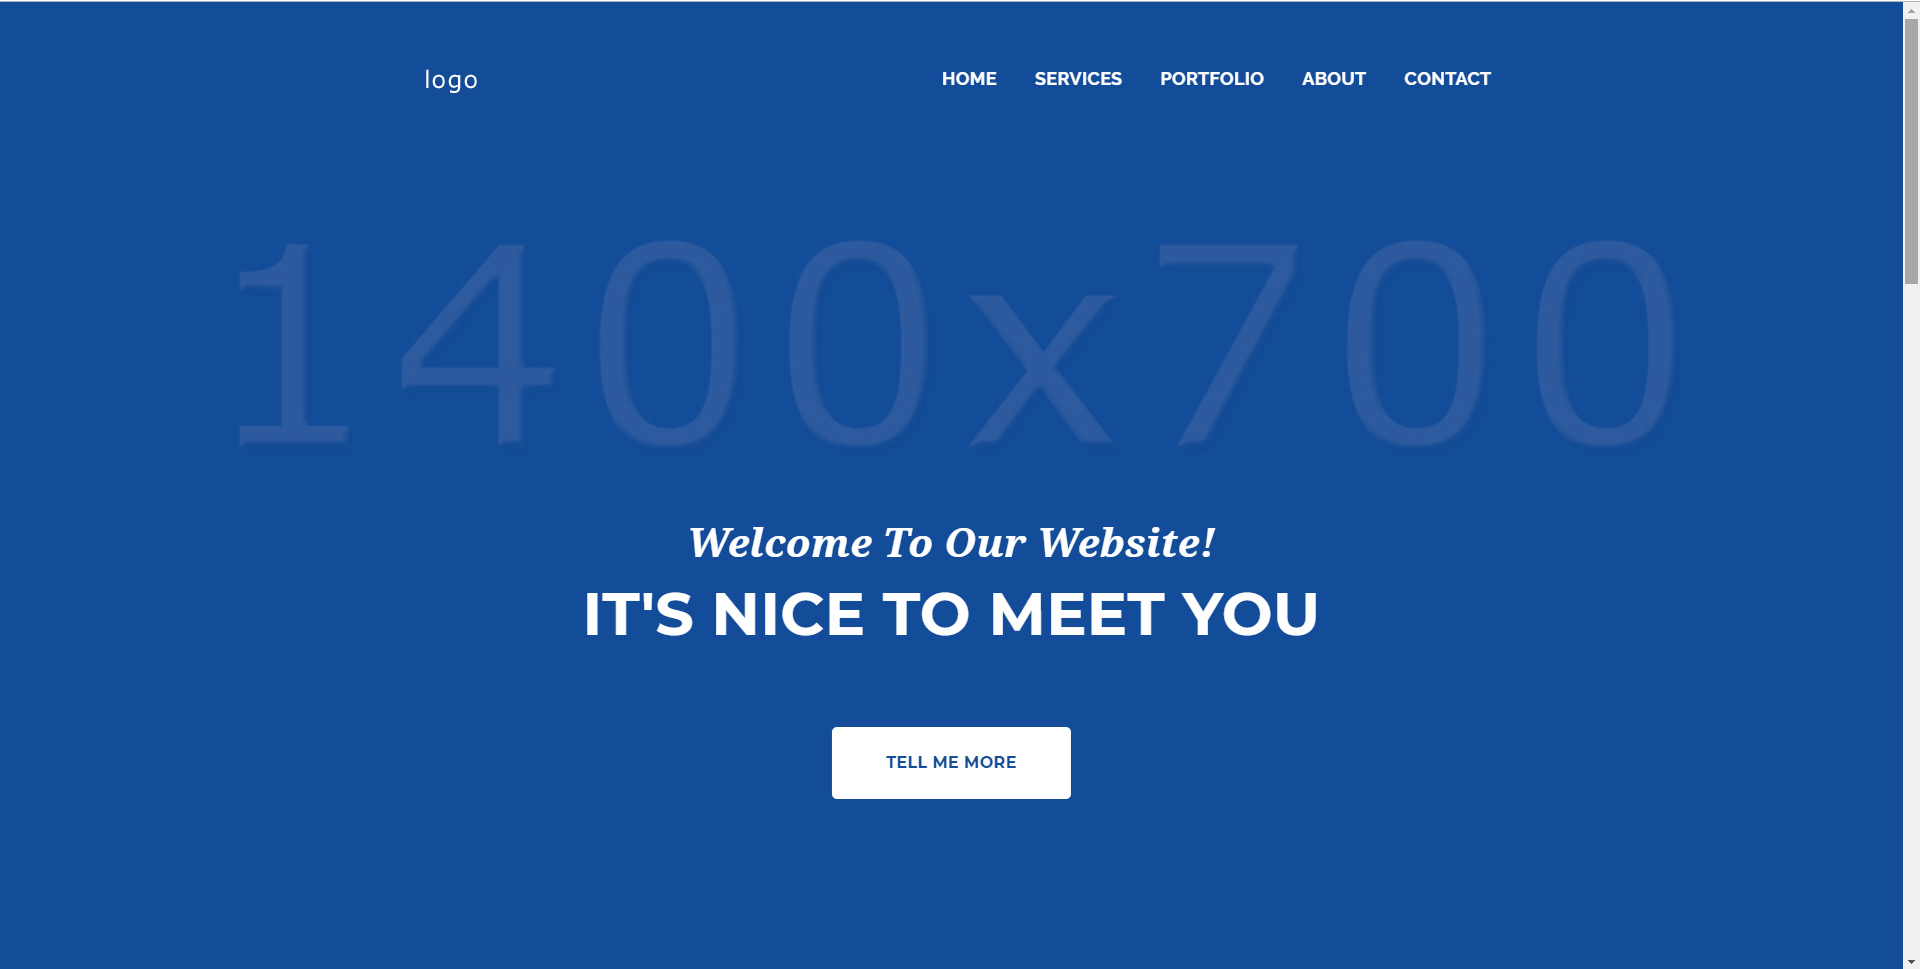 logo
HOME SERVICES PORTFOLIO ABOUT CONTACT
1400x700
Welcome To Our Website!
IT'S NICE TO MEET YOU
TELL ME MORE